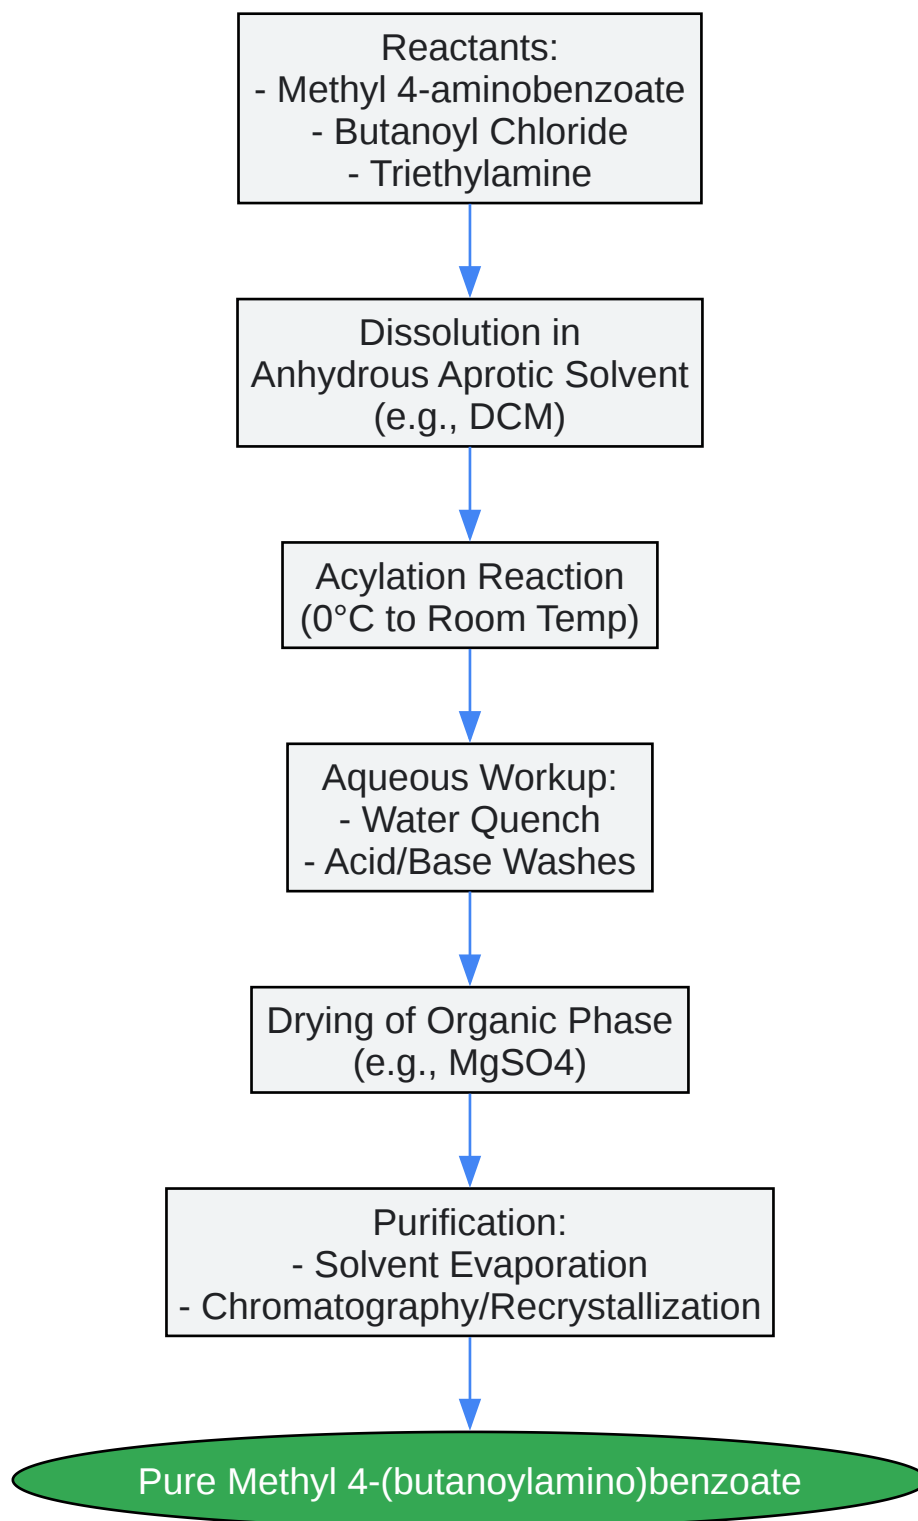 Reactants:
- Methyl 4-aminobenzoate
- Butanoyl Chloride
- Triethylamine
Dissolution in
Anhydrous Aprotic Solvent
(e.g., DCM)
Acylation Reaction
(0°C to Room Temp)
Aqueous Workup:
- Water Quench
- Acid/Base Washes
Drying of Organic Phase
(e.g., MgSO4)
Purification:
- Solvent Evaporation
- Chromatography/Recrystallization
Pure Methyl 4-(butanoylamino)benzoate